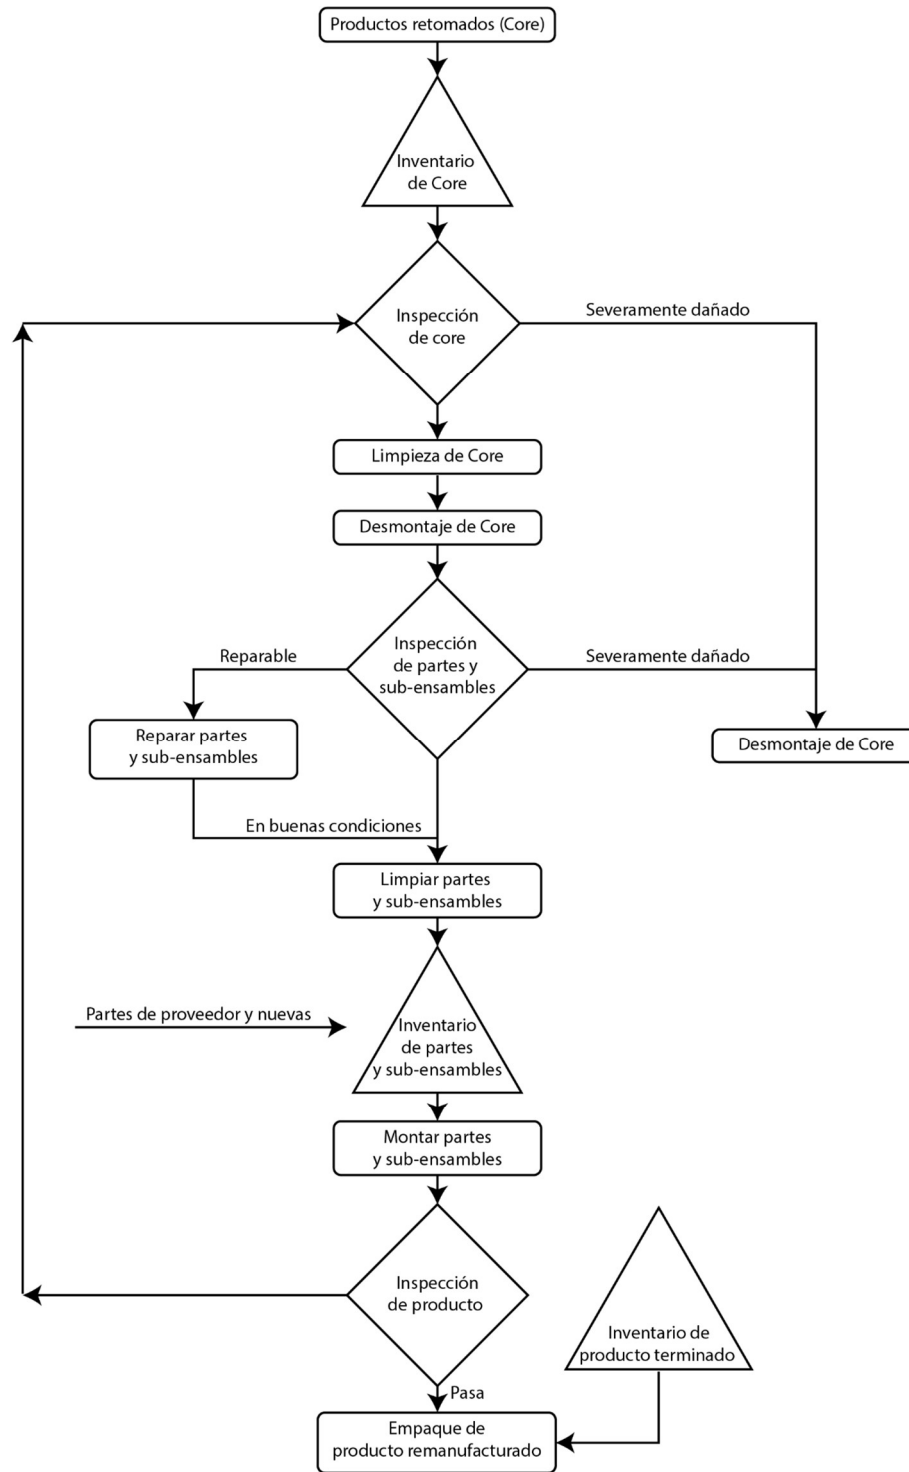 Productos retomados (Core)
Inventario
de Core
Inspección
de core
Severamente dañado
Limpieza de Core
Desmontaje de Core
Inspección
de partes y
sub-ensambles
Reparable
Severamente dañado
Reparar partes
y sub-ensambles
Desmontaje de Core
En buenas condiciones
Limpiar partes
y sub-ensambles
Partes de proveedor y nuevas
Inventario
de partes
y sub-ensambles
Montar partes
y sub-ensambles
Inspección
de producto
Inventario de
producto terminado
Pasa
Empaque de
producto remanufacturado